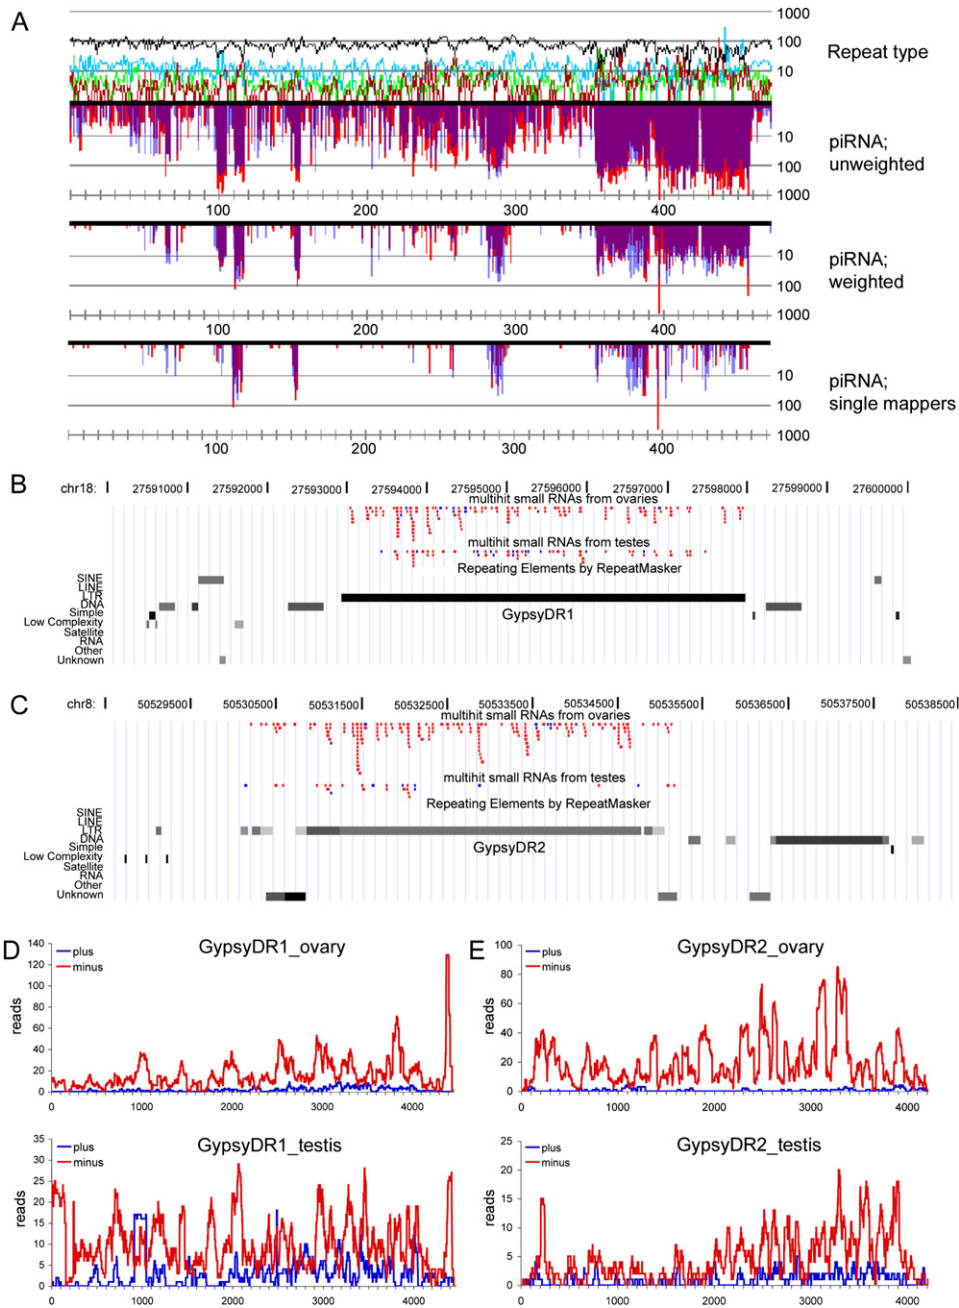 A
1000
100
10
Repeat type
10
100
1000
piRNA;
unweighted
100 200 300 400
10
100
1000
piRNA;
weighted
100 200 300 400
10
100
1000
piRNA;
single mappers
100 200 300 400
B
chr18: 27591000 27592000 27593000 27594000 27595000 27596000 27597000 27598000 27599000 27600000
multihit small RNAs from ovaries
multihit small RNAs from testes
Repeating Elements by RepeatMasker
SINE
LINE
LTR
DNA
Simple
Low Complexity
Satellite
RNA
Other
Unknown
GypsyDR1
C
chr8: 50529500 50530500 50531500 50532500 50533500 50534500 50535500 50536500 50537500 50538500
multihit small RNAs from ovaries
multihit small RNAs from testes
Repeating Elements by RepeatMasker
SINE
LINE
LTR
DNA
Simple
Low Complexity
Satellite
RNA
Other
Unknown
GypsyDR2
D
GypsyDR1_ovary
plus
minus
reads
140
120
100
80
60
40
20
0
0 1000 2000 3000 4000
E
GypsyDR2_ovary
plus
minus
reads
100
80
60
40
20
0
0 1000 2000 3000 4000
GypsyDR1_testis
plus
minus
reads
35
30
25
20
15
10
5
0
0 1000 2000 3000 4000
GypsyDR2_testis
plus
minus
reads
25
20
15
10
5
0
0 1000 2000 3000 4000